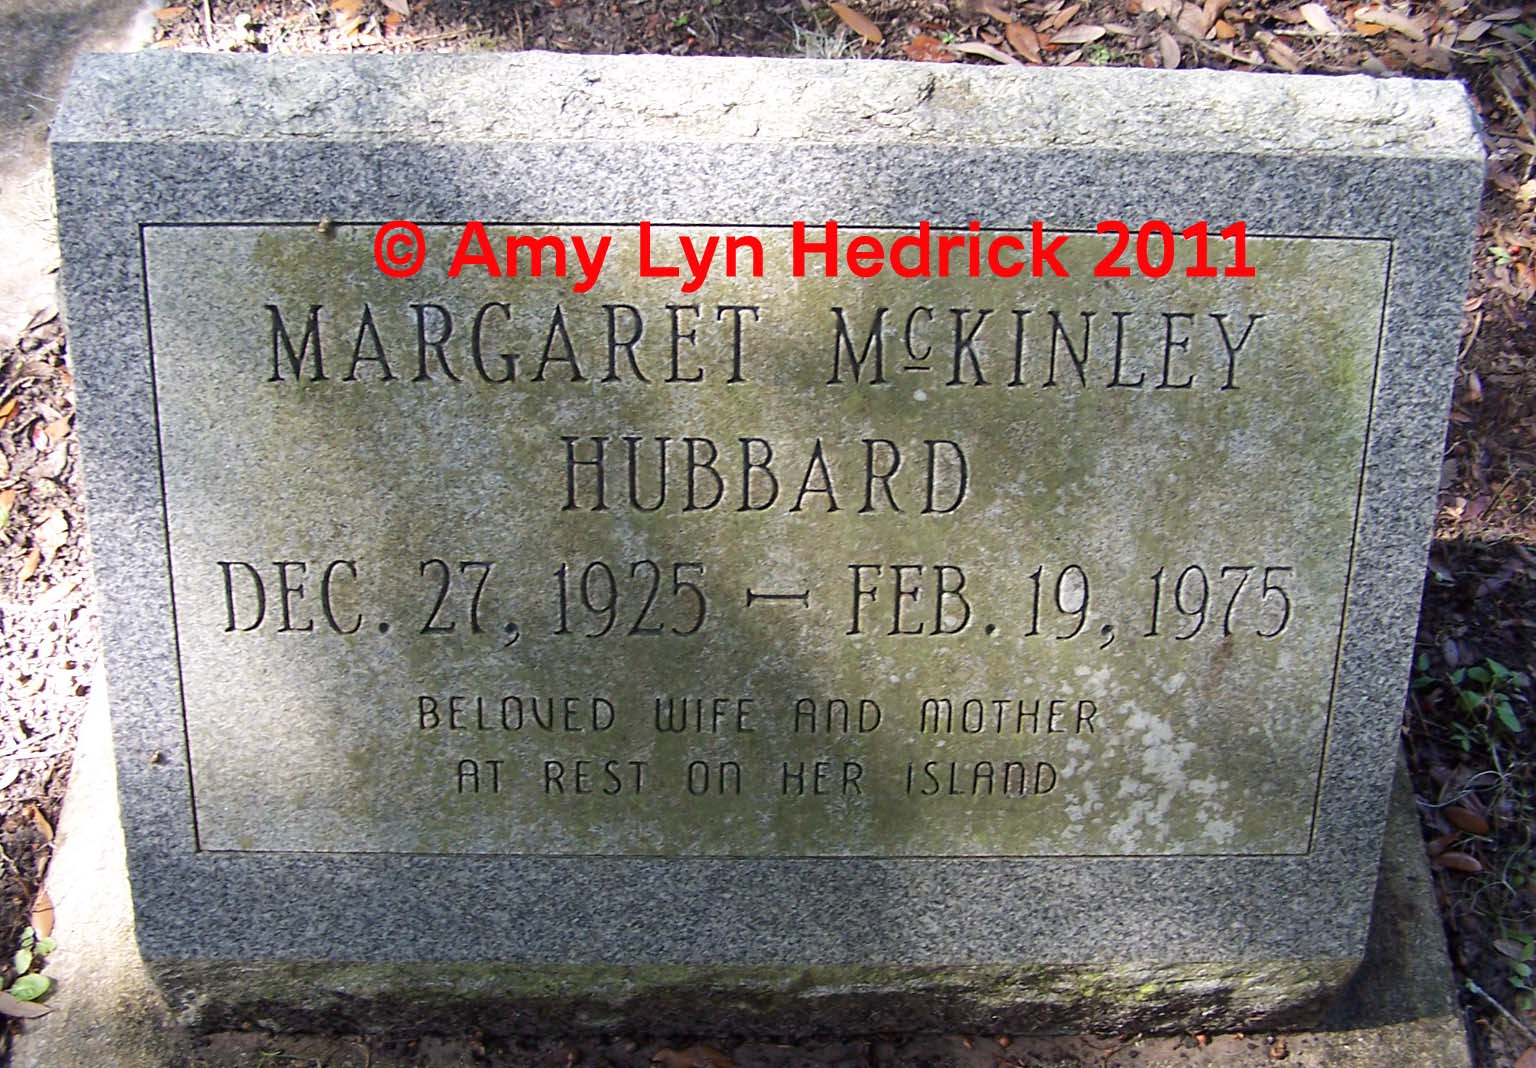 © Amy Lyn Hedrick 2011
MARGARET McKINLEY
HUBBARD
DEC. 27, 1925 – FEB. 19, 1975
BELOVED WIFE AND MOTHER
AT REST ON HER ISLAND